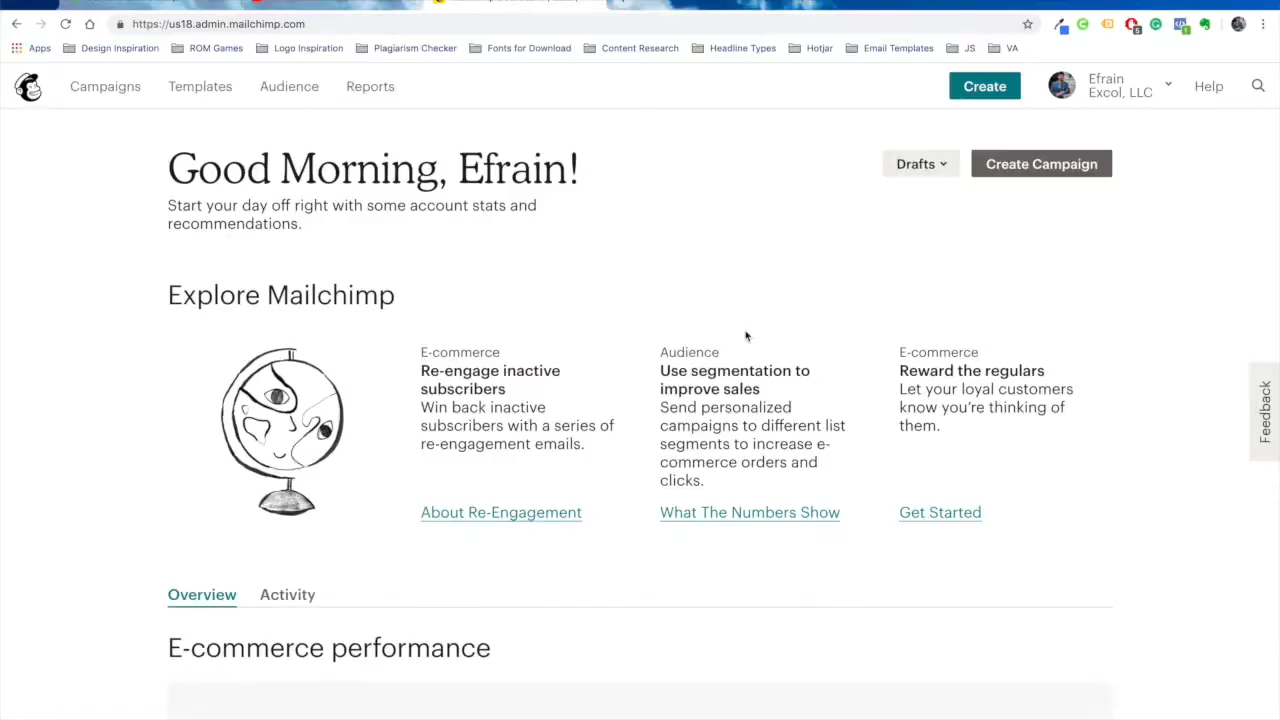 https://us18.admin.mailchimp.com
Apps Design Inspiration ROM Games Logo Inspiration Plagiarism Checker Fonts for Download Content Research Headline Types Hotjar Email Templates JS VA
Campaigns Templates Audience Reports Create Efrain Help
Excol, LLC
Good Morning, Efrain!
Drafts Create Campaign
Start your day off right with some account stats and
recommendations.
Explore Mailchimp
E-commerce
Re-engage inactive
subscribers
Win back inactive
subscribers with a series of
re-engagement emails.
About Re-Engagement
Audience
Use segmentation to
improve sales
Send personalized
campaigns to different list
segments to increase e-
commerce orders and
clicks.
What The Numbers Show
E-commerce
Reward the regulars
Let your loyal customers
know you’re thinking of
them.
Get Started
Feedback
Overview Activity
E-commerce performance